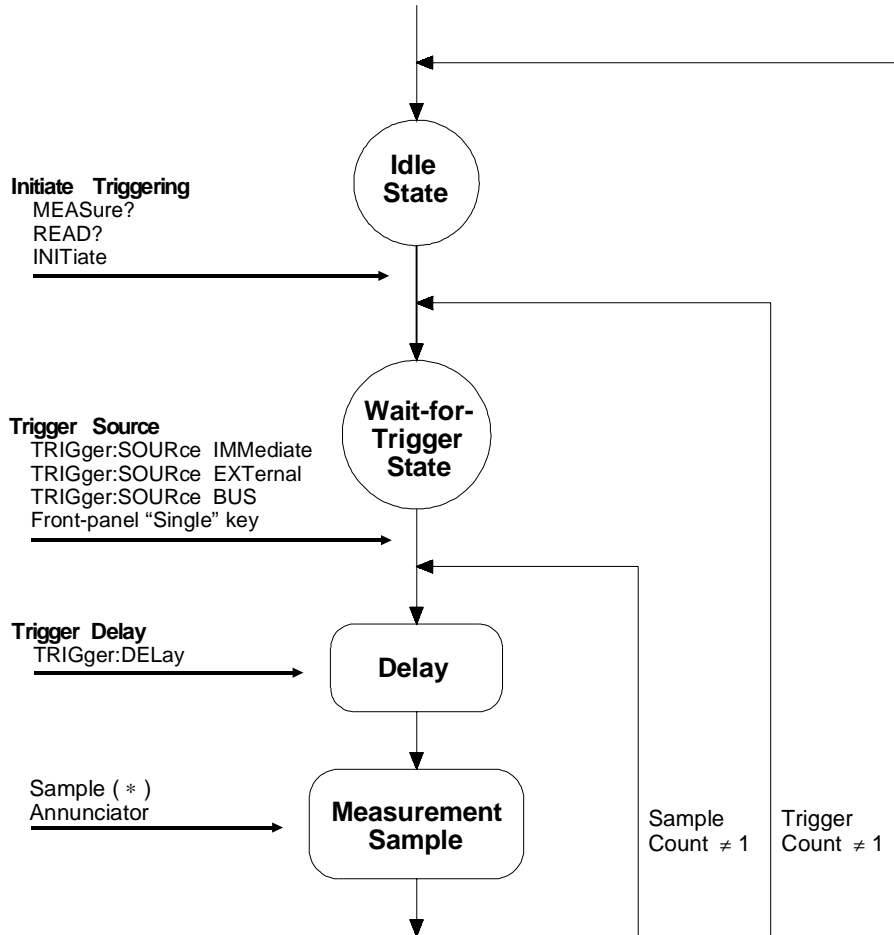 Idle
State
Initiate Triggering
MEASure?
READ?
INITiate
Wait-for-
Trigger
State
Trigger Source
TRIGger:SOURce IMMediate
TRIGger:SOURce EXTernal
TRIGger:SOURce BUS
Front-panel “Single” key
Trigger Delay
TRIGger:DELay
Delay
Sample ( * )
Annunciator
Measurement
Sample
Sample
Count ≠ 1
Trigger
Count ≠ 1